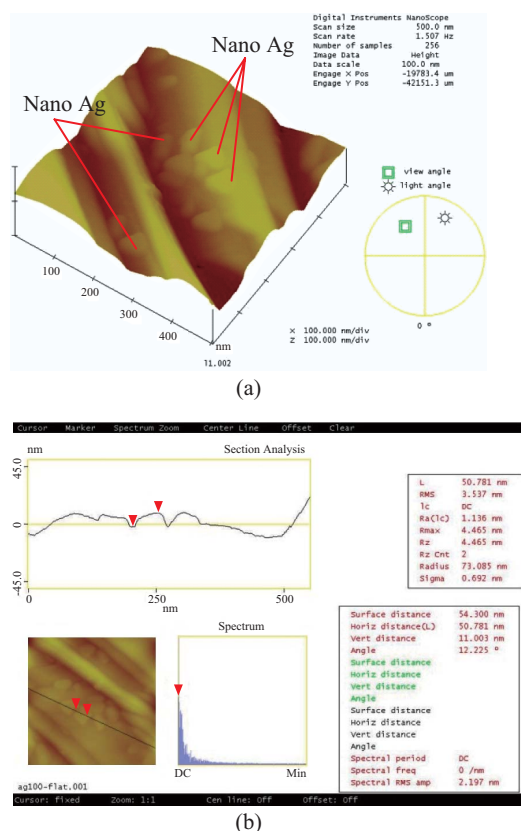 Digital Instruments NanoScope
Scan size 500.0 nm
Scan rate 1.507 Hz
Number of samples 256
Image Data Height
Data scale 100.0 nm
Engage X Pos -19783.4 um
Engage Y Pos -42151.3 um
Nano Ag
Nano Ag
view angle
light angle
0 °
100
200
300
400
nm
X 100.000 nm/div
Z 100.000 nm/div
l1.002
(a)
Cursor Marker Spectrum Zoom Center Line Offset Clear
nm
Section Analysis
45.0
0
-45.0
0
250
500
nm
L 50.781 nm
RMS 3.537 nm
lc DC
Ra(lc) 1.136 nm
Rmax 4.465 nm
Rz 4.465 nm
Rz Cnt 2
Radius 73.085 nm
Sigma 0.692 nm
Spectrum
DC
Min
Surface distance 54.300 nm
Horiz distance(L) 50.781 nm
Vert distance 11.003 nm
Angle 12.225 °
Surface distance
Horiz distance
Vert distance
Angle
Surface distance
Horiz distance
Vert distance
Angle
Spectral period DC
Spectral freq 0 /nm
Spectral RMS amp 2.197 nm
ag100-flat.001
Cursor: fixed Zoom: 1:1 Cen line: Off Offset: Off
(b)